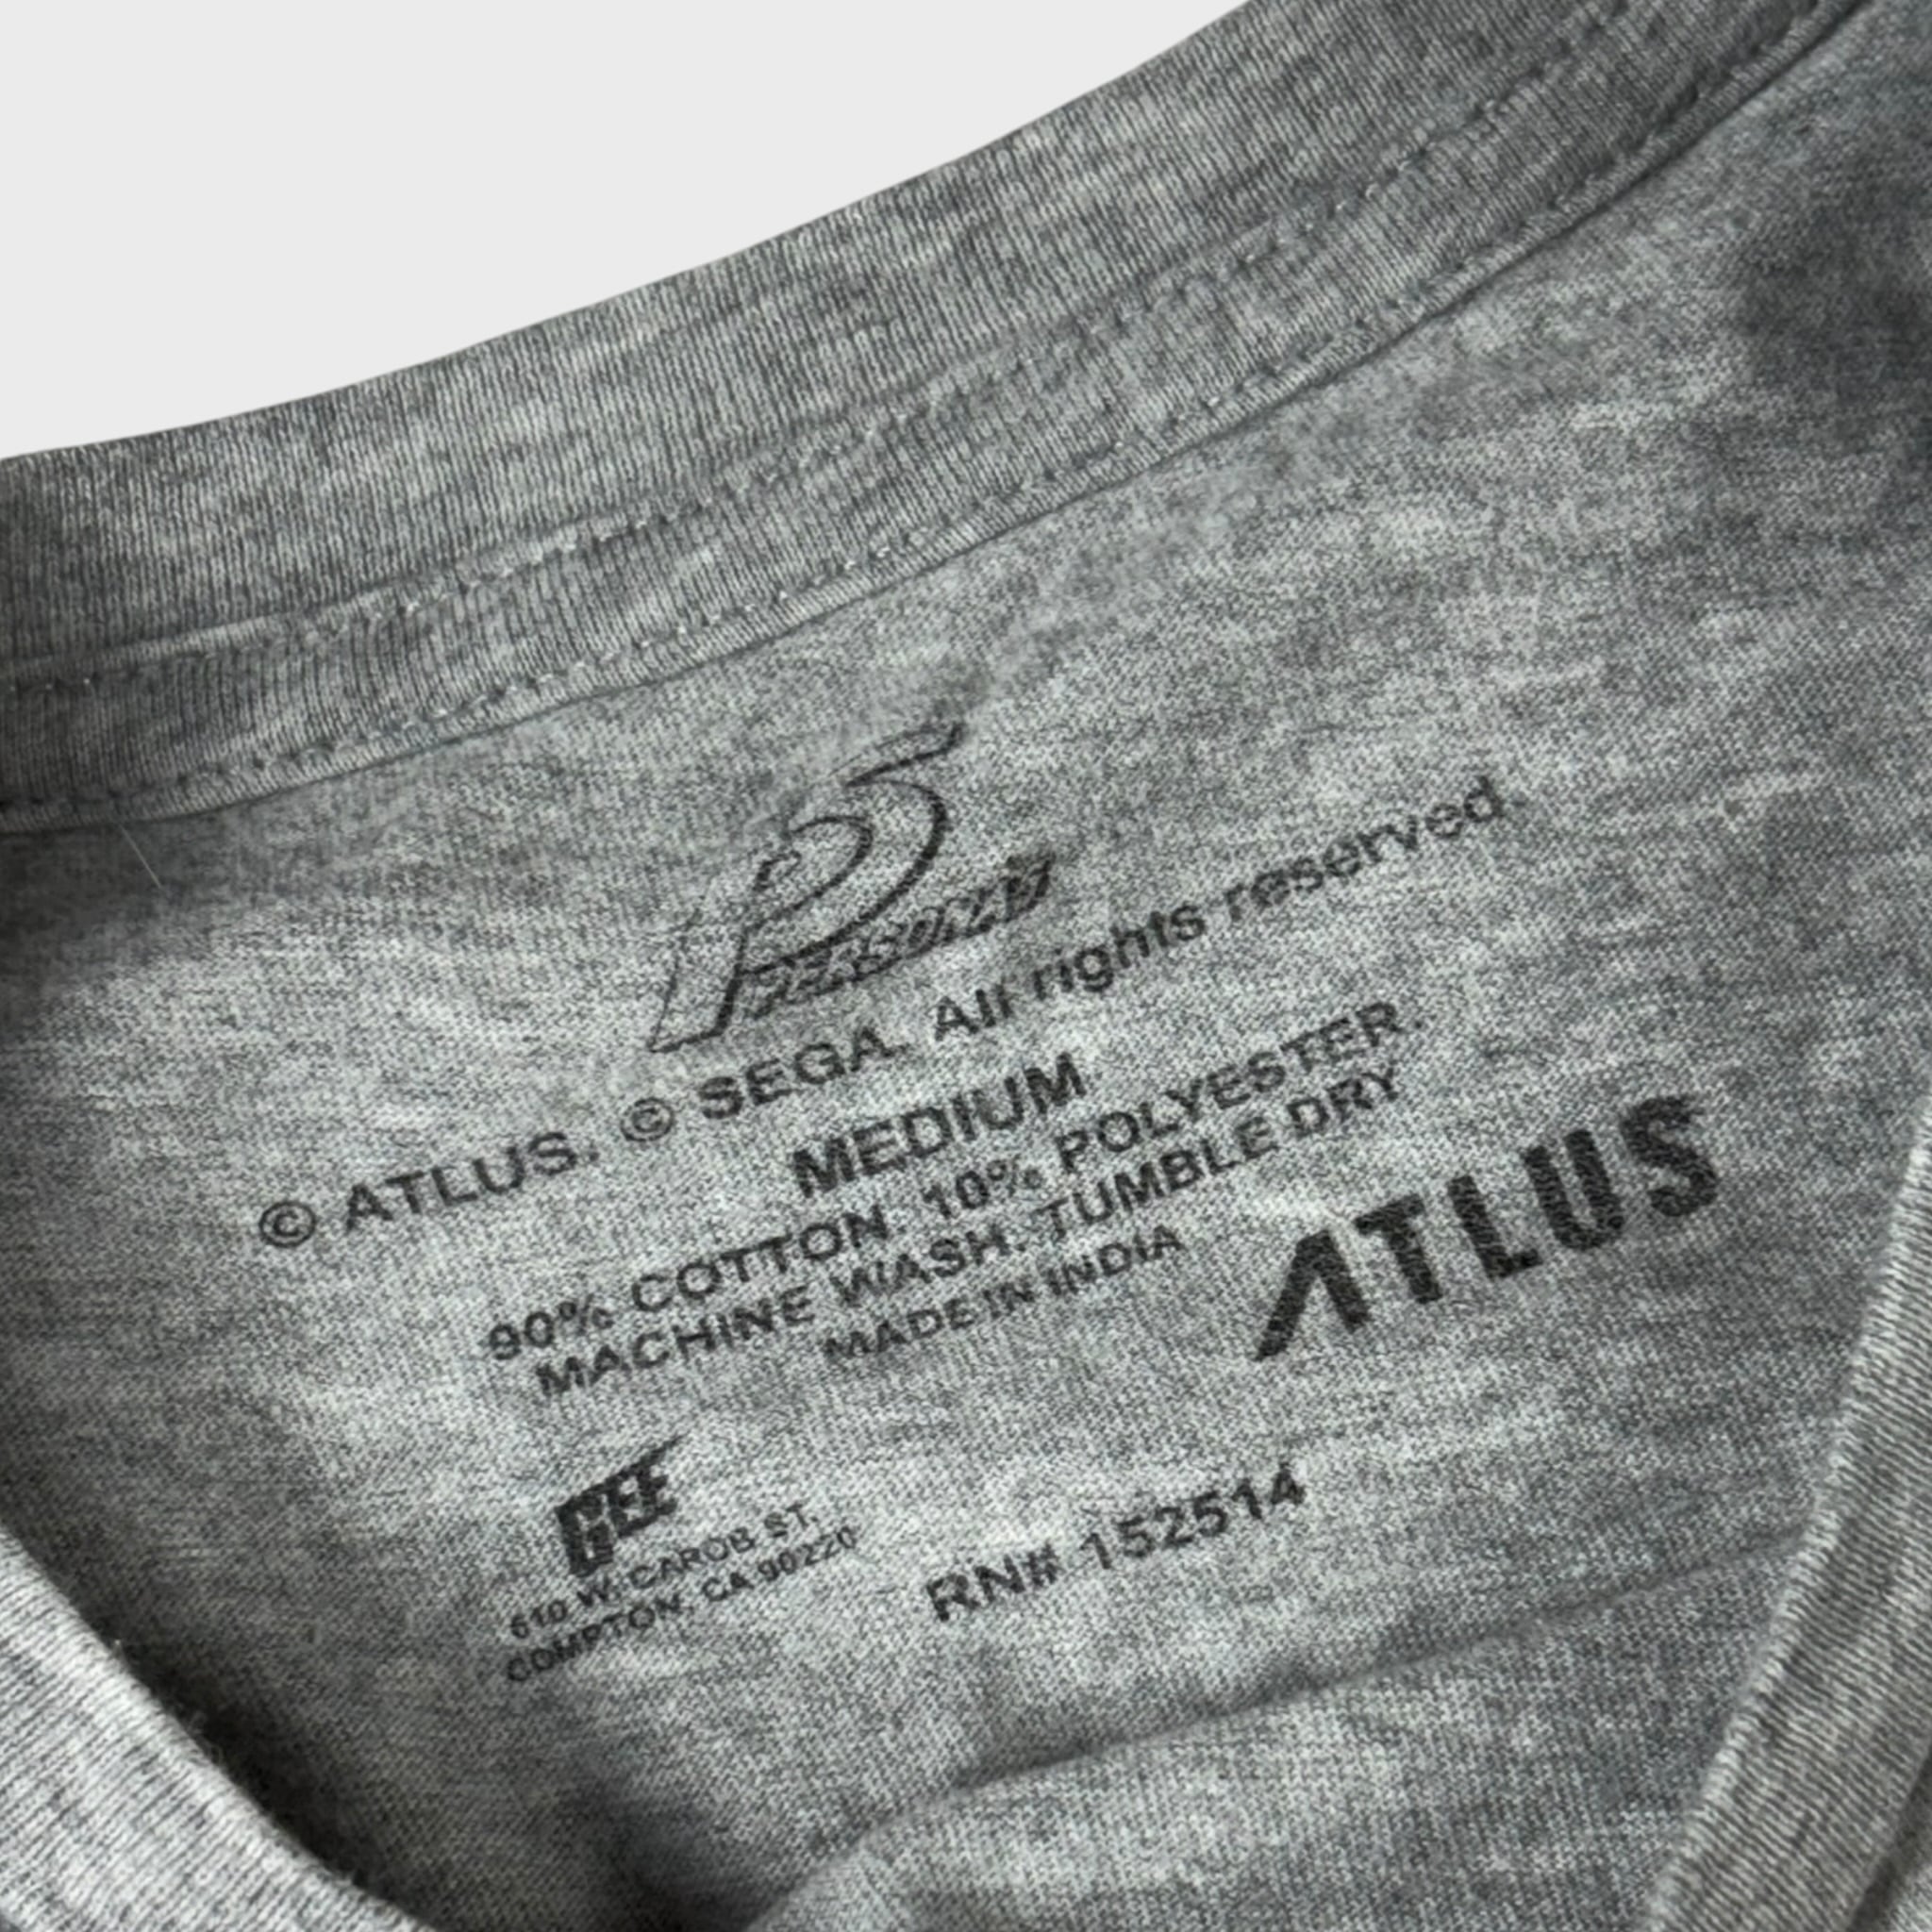 P5
PERSONA
© ATLUS. © SEGA. All rights reserved.
MEDIUM
90% COTTON. 10% POLYESTER.
MACHINE WASH. TUMBLE DRY
MADE IN INDIA
ATLUS
GEE
610 W. CAROB ST.
COMPTON, CA 90220
RN# 152514